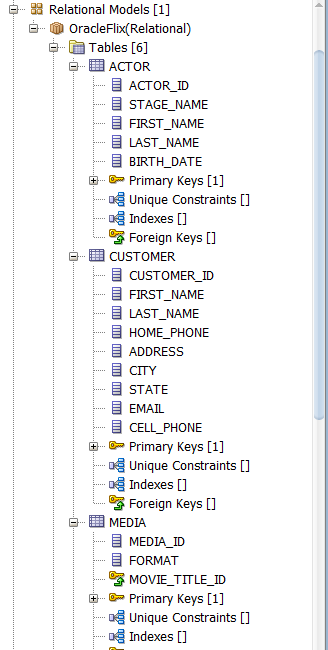 Relational Models [1]
OracleFlix(Relational)
Tables [6]
ACTOR
ACTOR_ID
STAGE_NAME
FIRST_NAME
LAST_NAME
BIRTH_DATE
Primary Keys [1]
Unique Constraints []
Indexes []
Foreign Keys []
CUSTOMER
CUSTOMER_ID
FIRST_NAME
LAST_NAME
HOME_PHONE
ADDRESS
CITY
STATE
EMAIL
CELL_PHONE
Primary Keys [1]
Unique Constraints []
Indexes []
Foreign Keys []
MEDIA
MEDIA_ID
FORMAT
MOVIE_TITLE_ID
Primary Keys [1]
Unique Constraints []
Indexes []